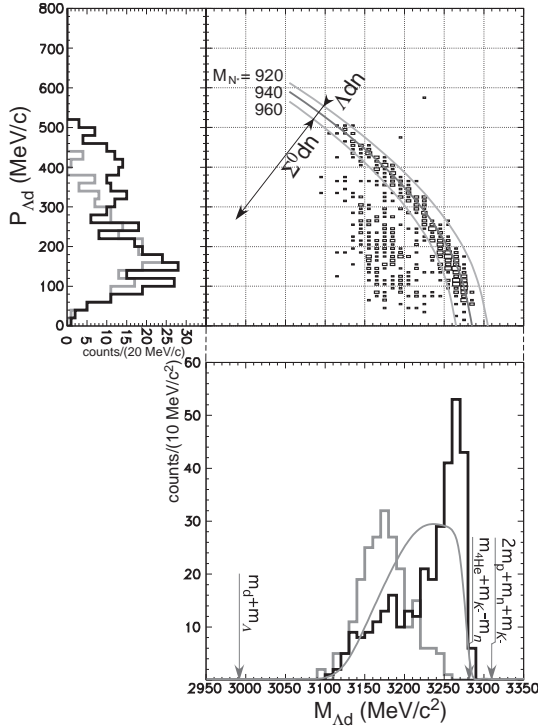 800
700
600
500
400
300
200
100
0
P_Λd (MeV/c)
0 5 10 15 20 25 30
counts/(20 MeV/c)
M_N' = 920
940
960
Λdn
Σ⁰dn
60
50
40
30
20
10
0
counts/(10 MeV/c²)
m_d+m_Λ
m_4He+m_K⁻-m_n
2m_p+m_n+m_K⁻
2950 3000 3050 3100 3150 3200 3250 3300 3350
M_Λd (MeV/c²)